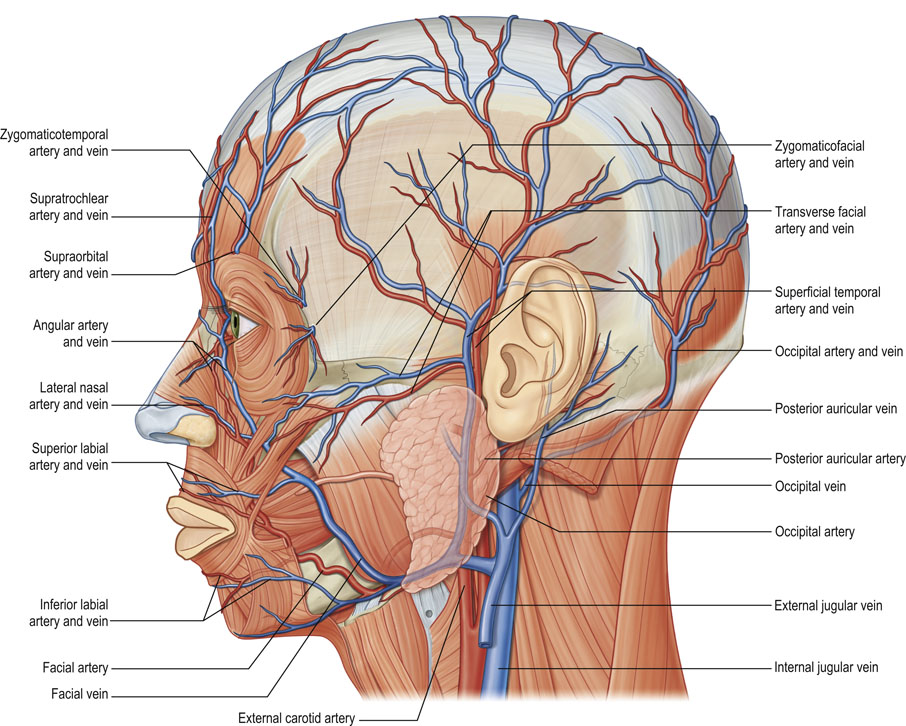 Zygomaticotemporal
artery and vein
Supratrochlear
artery and vein
Supraorbital
artery and vein
Angular artery
and vein
Lateral nasal
artery and vein
Superior labial
artery and vein
Inferior labial
artery and vein
Facial artery
Facial vein
External carotid artery
Zygomaticofacial
artery and vein
Transverse facial
artery and vein
Superficial temporal
artery and vein
Occipital artery and vein
Posterior auricular vein
Posterior auricular artery
Occipital vein
Occipital artery
External jugular vein
Internal jugular vein